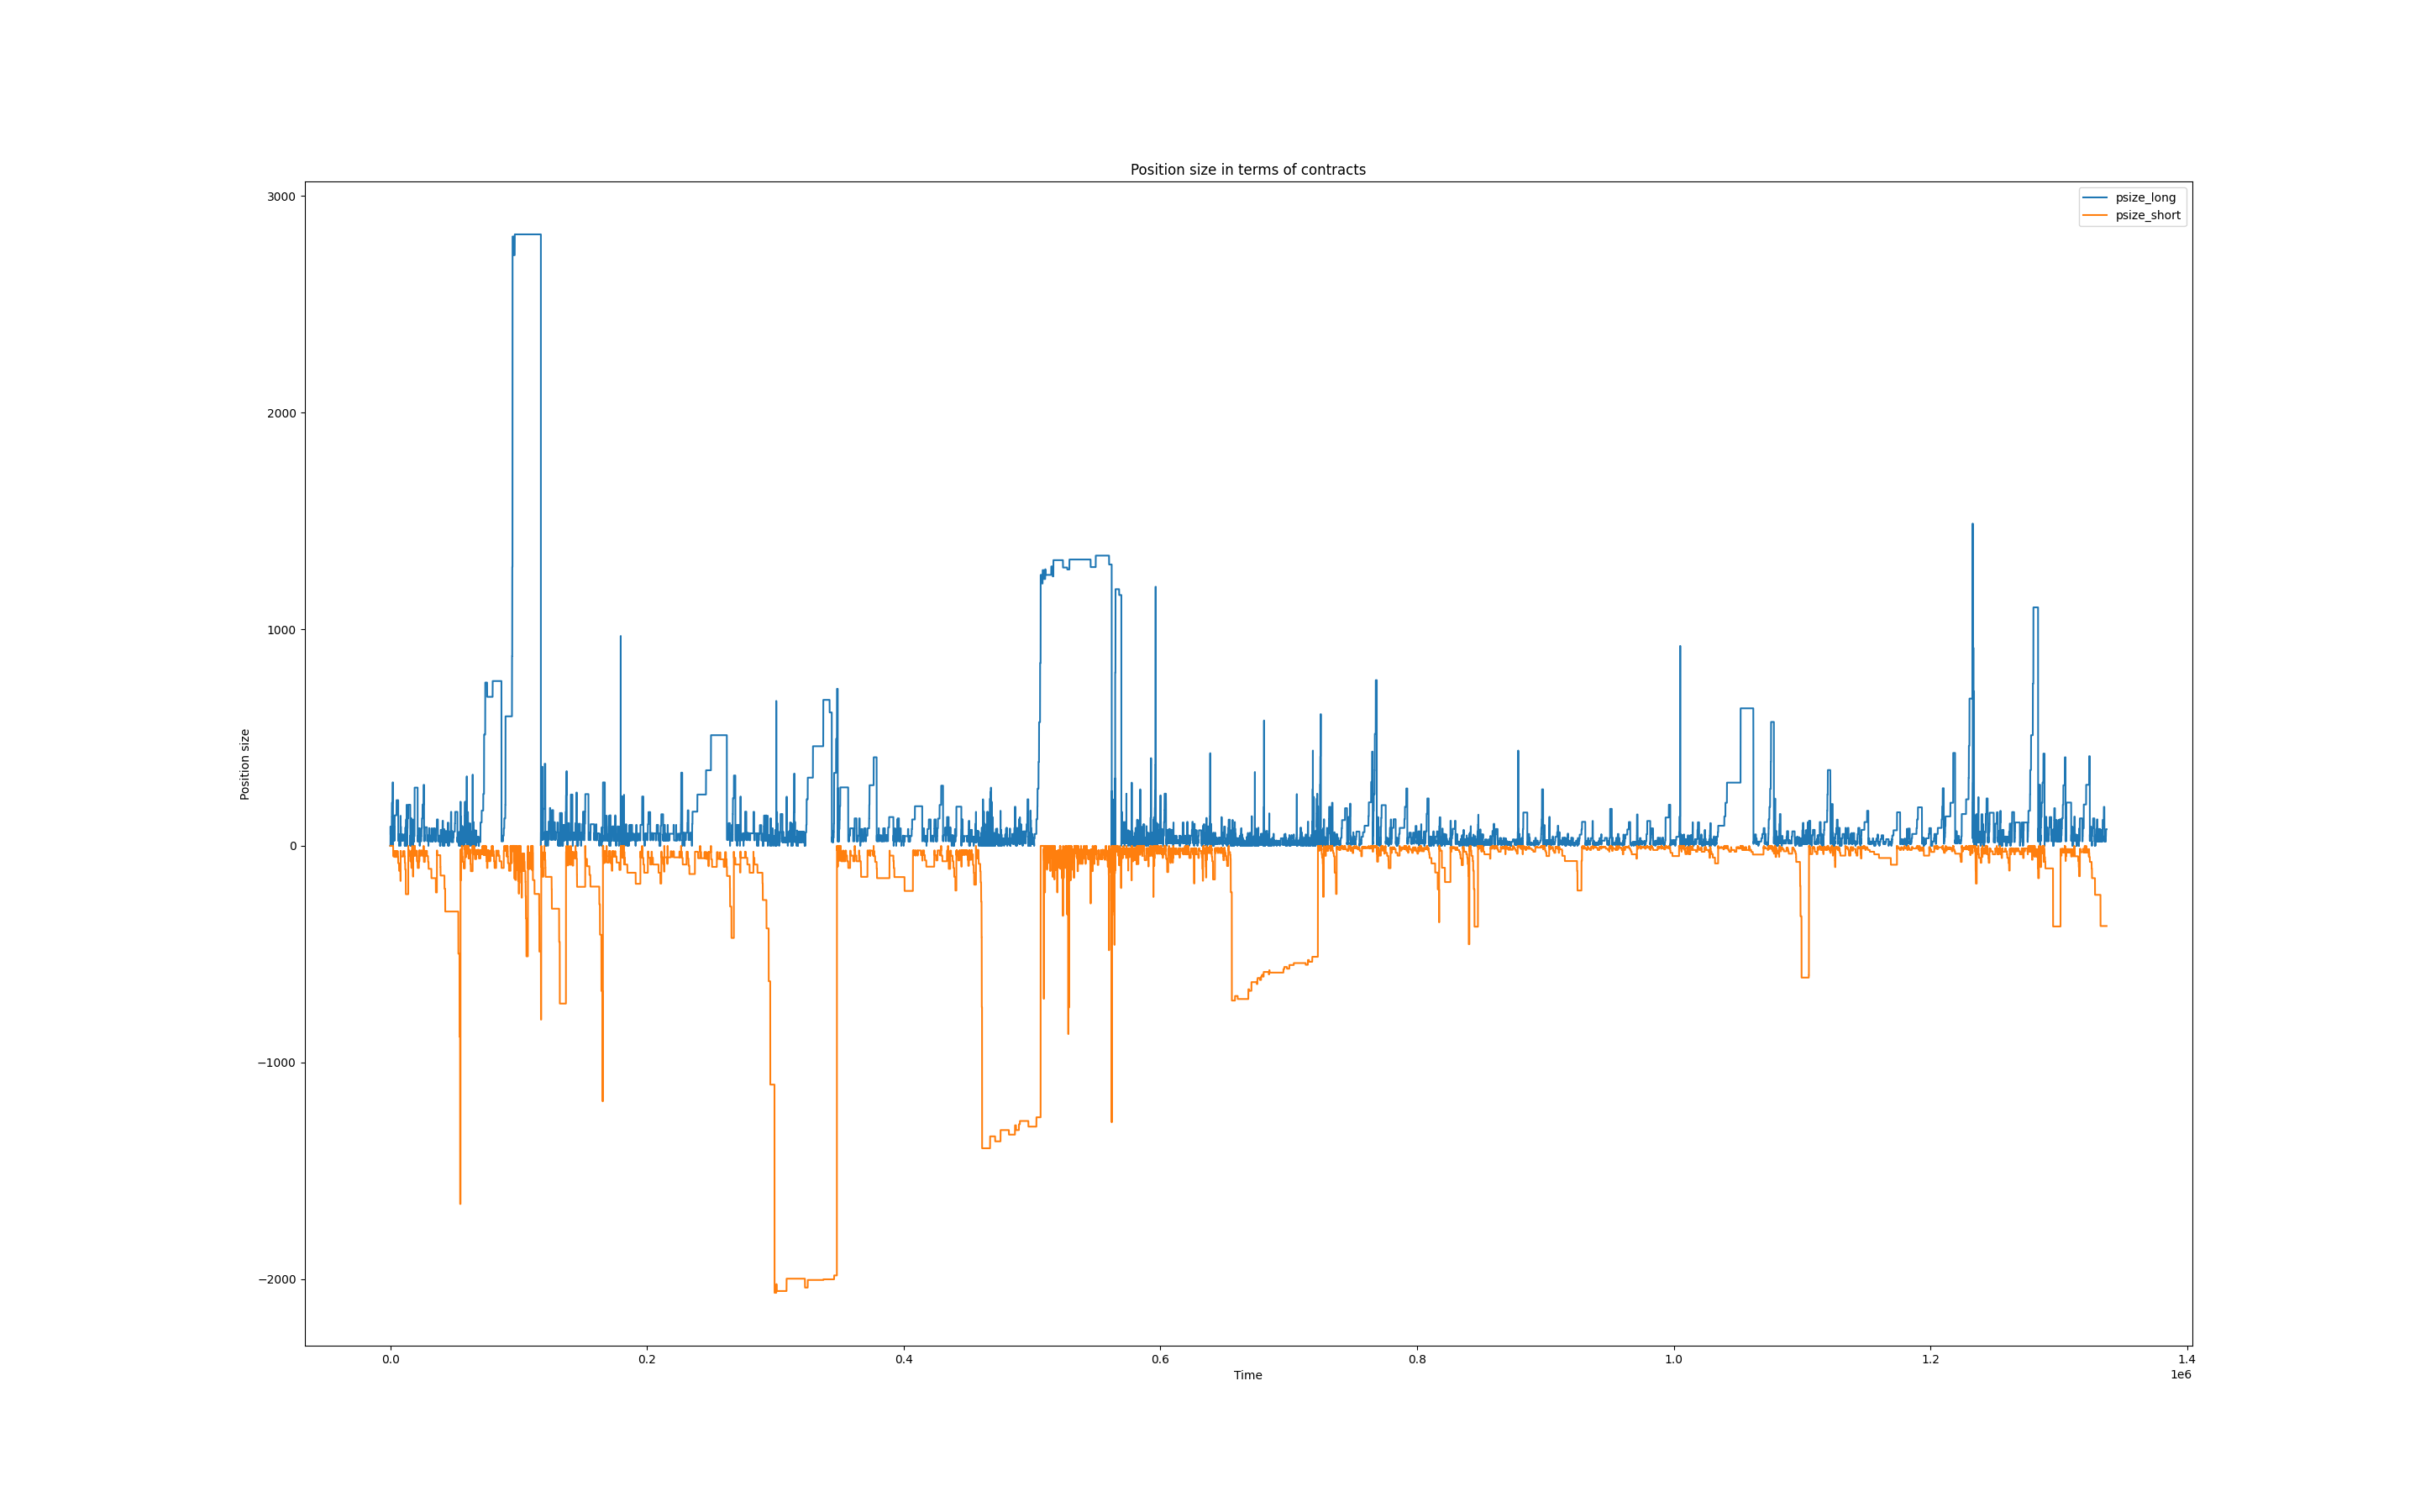 Position size in terms of contracts
psize_long
psize_short
3000
2000
1000
0
−1000
−2000
Position size
0.0 0.2 0.4 0.6 0.8 1.0 1.2 1.4
1e6
Time